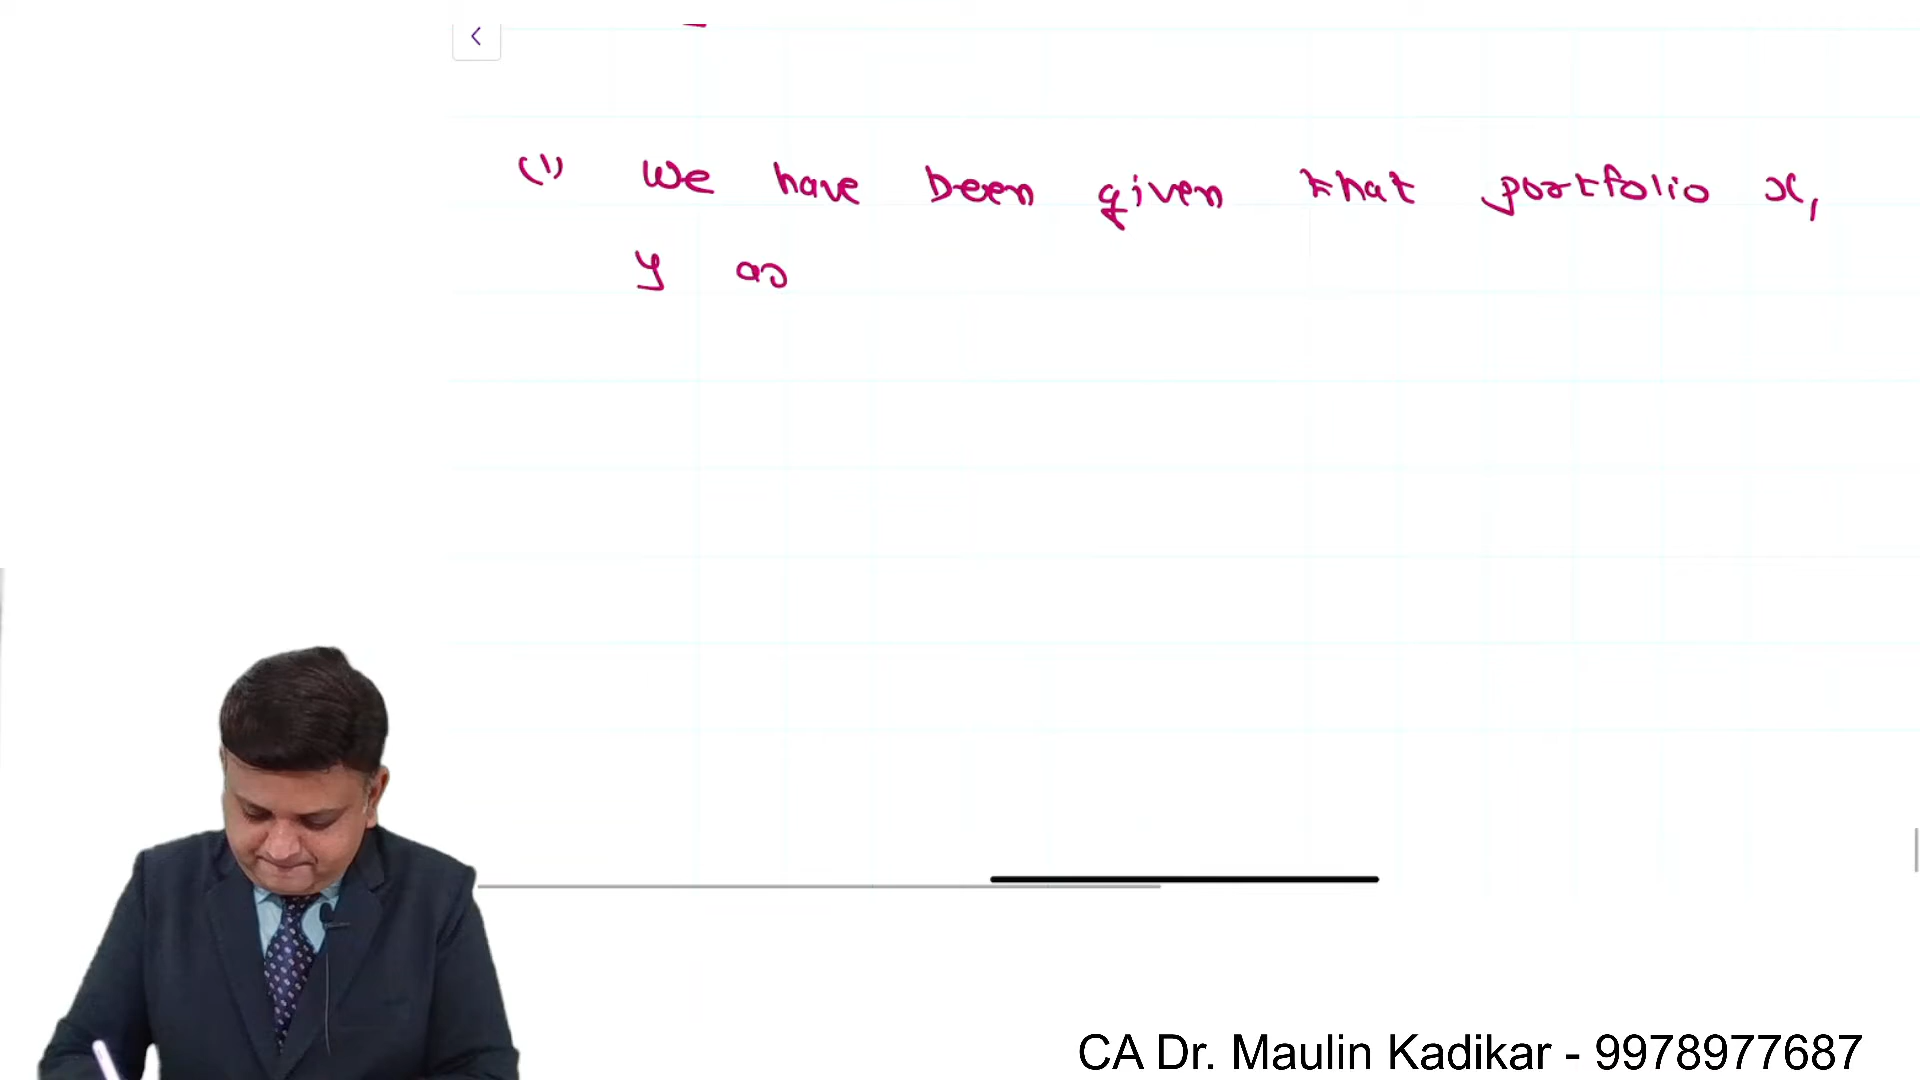 (1) We have been given that portfolio x,
y as
CA Dr. Maulin Kadikar - 9978977687